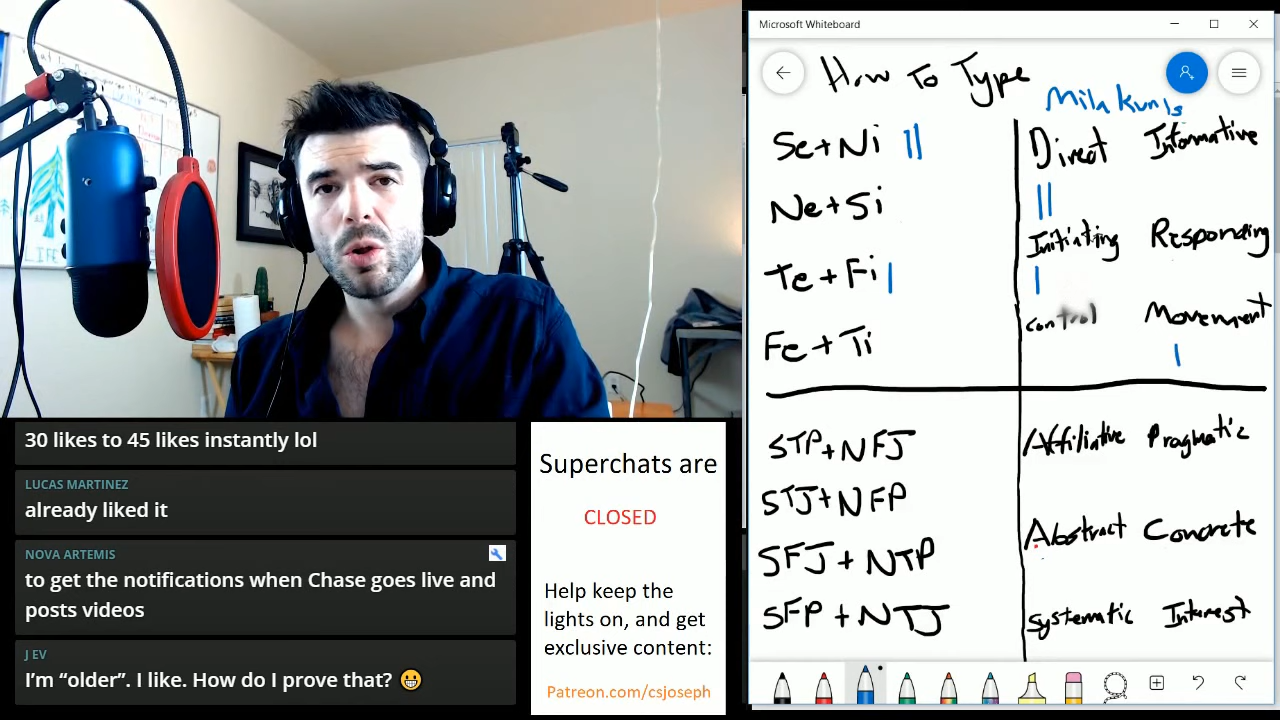 Microsoft Whiteboard
How To Type
Mila Kunis
Se+Ni ||
Direct Informative
||
Ne+Si
Initiating Responding
|
Te + Fi |
control Movement
|
Fe + Ti
STP+NFJ
Affiliative Pragmatic
STJ+NFP
Abstract Concrete
SFJ + NTP
SFP + NTJ
Systematic Interest
LIFE
30 likes to 45 likes instantly lol
LUCAS MARTINEZ
already liked it
NOVA ARTEMIS
to get the notifications when Chase goes live and
posts videos
J EV
I’m “older”. I like. How do I prove that? 😀
Superchats are
CLOSED
Help keep the
lights on, and get
exclusive content:
Patreon.com/csjoseph